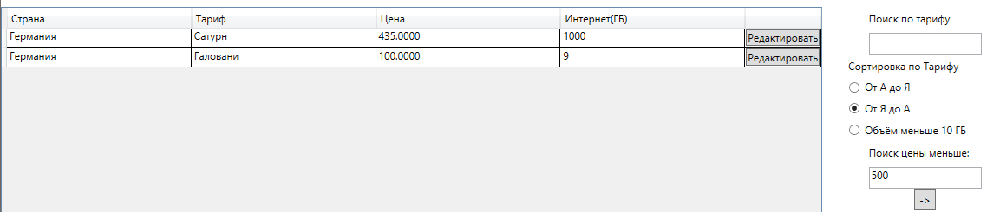 Страна Тариф Цена Интернет(ГБ)
Германия Сатурн 435.0000 1000 Редактировать
Германия Галовани 100.0000 9 Редактировать
Поиск по тарифу
Сортировка по Тарифу
От А до Я
От Я до А
Объём меньше 10 ГБ
Поиск цены меньше:
500
->